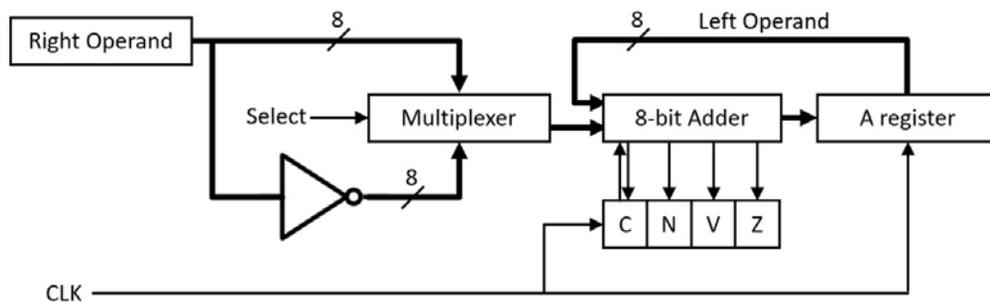 8
8
Left Operand
Right Operand
Select
Multiplexer
8-bit Adder
A register
8
C N V Z
CLK